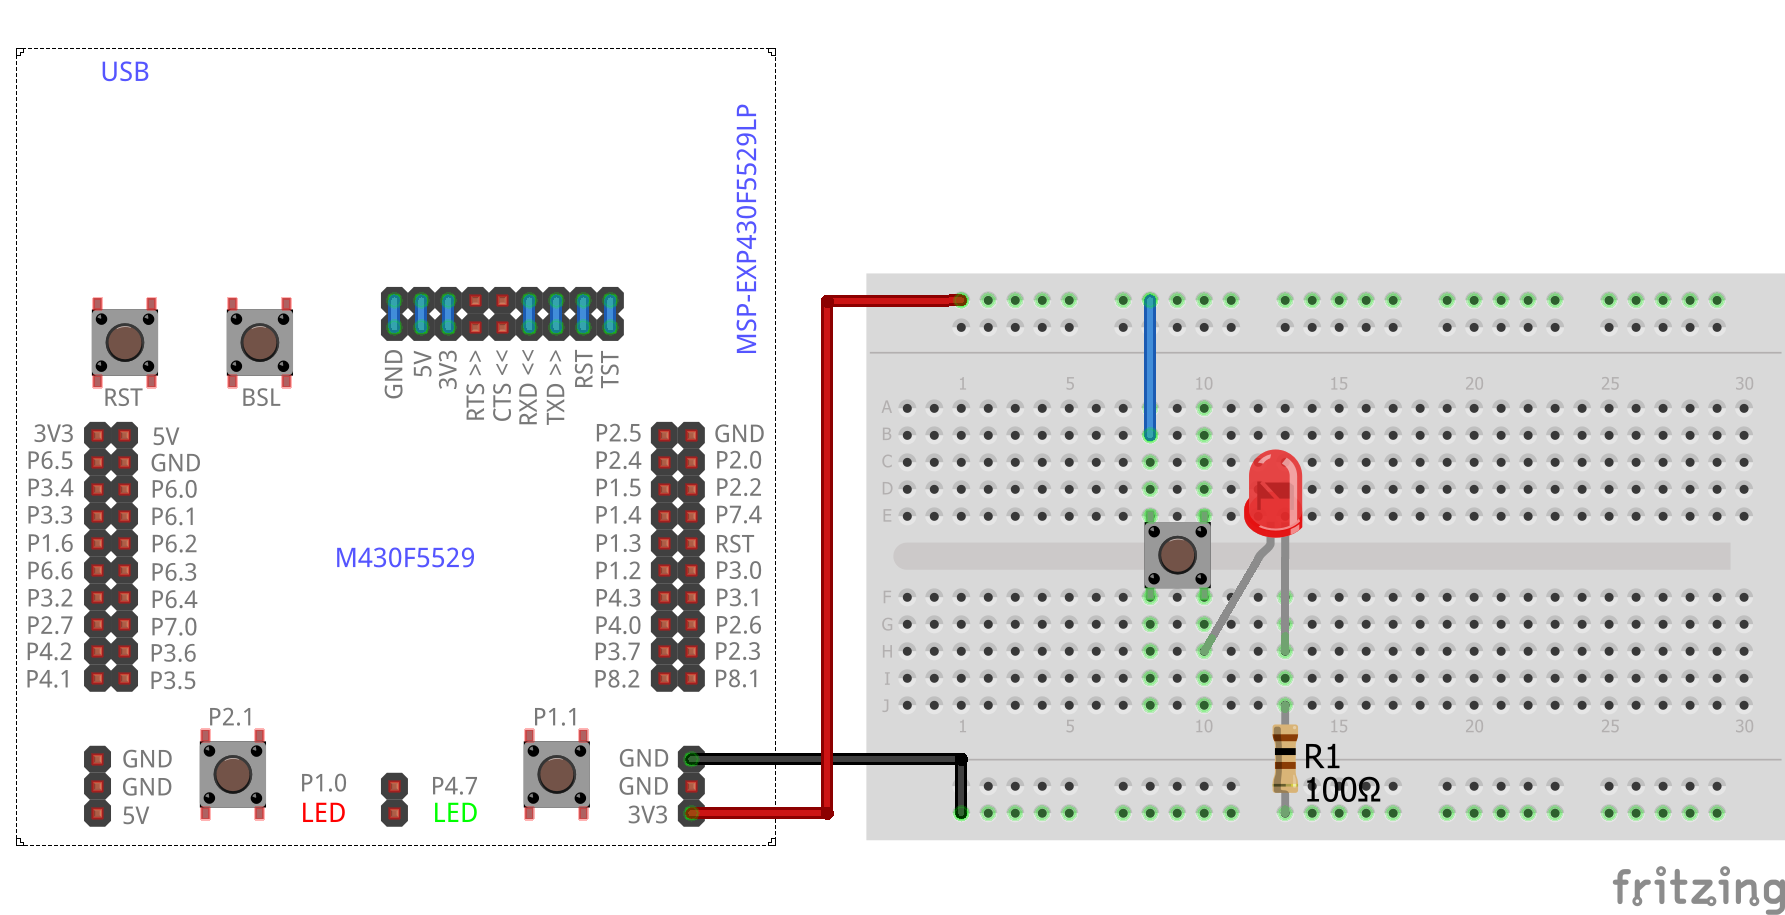 USB
MSP-EXP430F5529LP
RST
BSL
GND
5V
3V3
RTS >>
CTS <<
RXD <<
TXD >>
RST
TST
3V3 5V
P6.5 GND
P3.4 P6.0
P3.3 P6.1
P1.6 P6.2
P6.6 P6.3
P3.2 P6.4
P2.7 P7.0
P4.2 P3.6
P4.1 P3.5
M430F5529
P2.5 GND
P2.4 P2.0
P1.5 P2.2
P1.4 P7.4
P1.3 RST
P1.2 P3.0
P4.3 P3.1
P4.0 P2.6
P3.7 P2.3
P8.2 P8.1
P2.1
P1.1
GND
GND
5V
P1.0
LED
P4.7
LED
GND
GND
3V3
1 5 10 15 20 25 30
A
B
C
D
E
F
G
H
I
J
1 5 10 15 20 25 30
R1
100Ω
fritzing